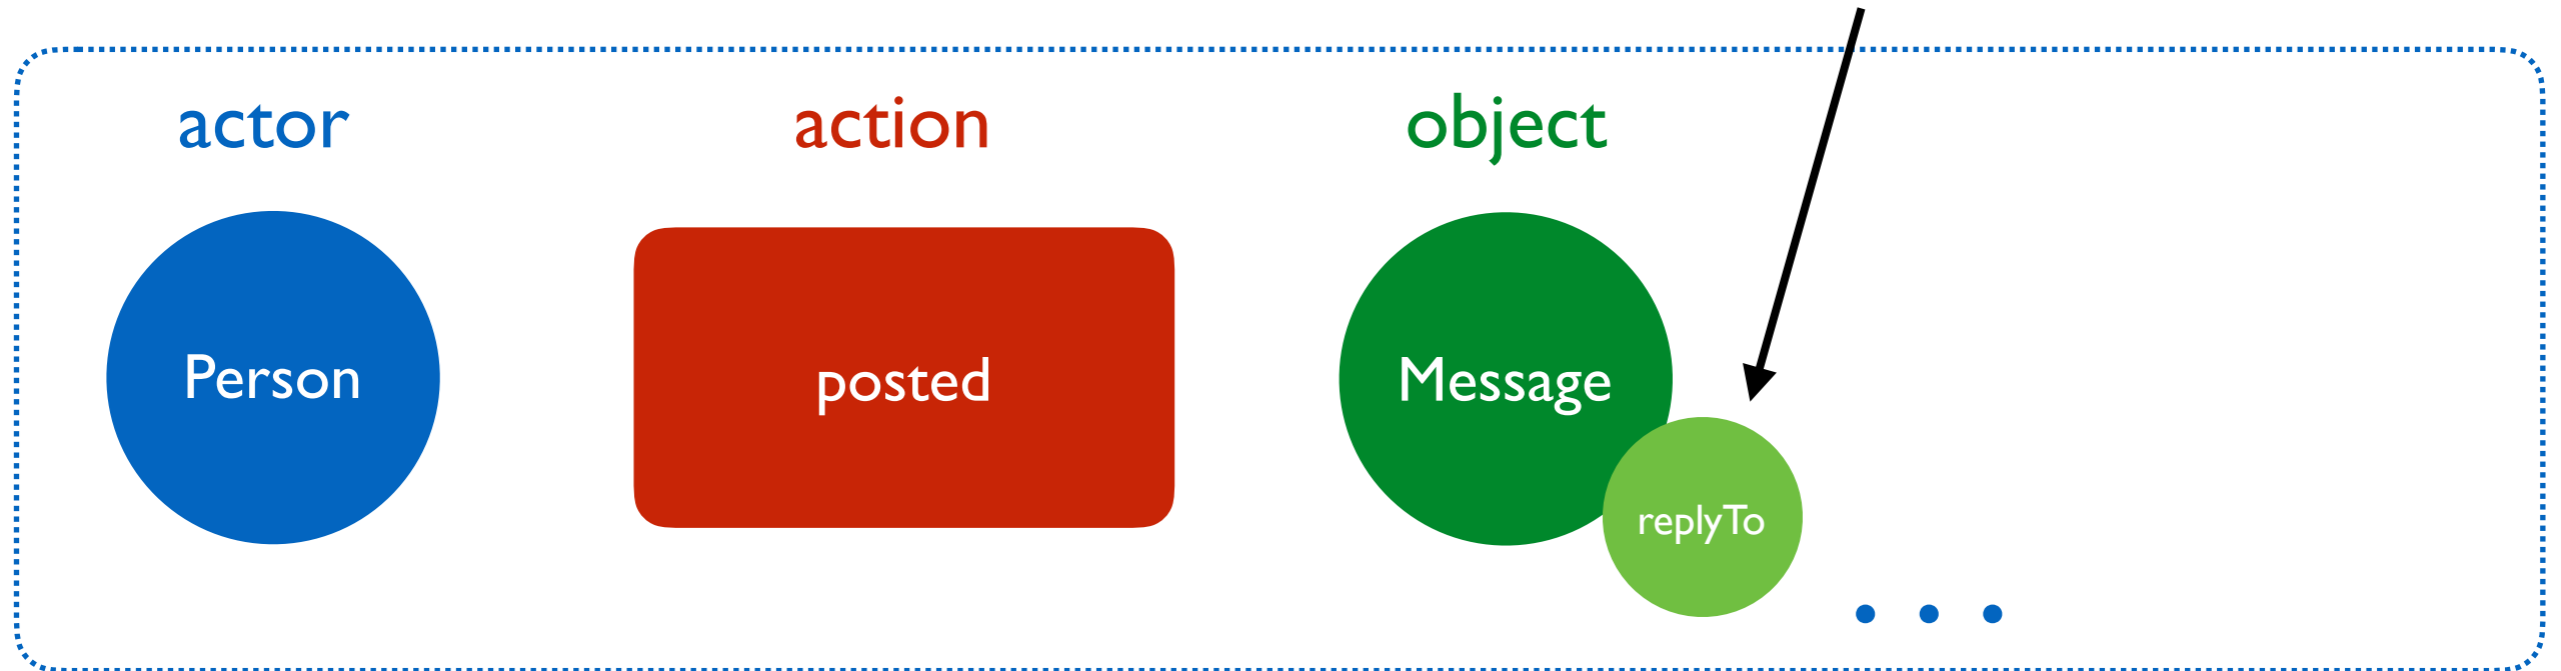 actor
action
object
Person
posted
Message
replyTo
...